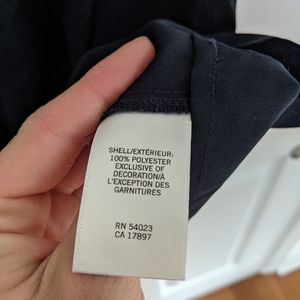 SHELL/EXTÉRIEUR:
100% POLYESTER
EXCLUSIVE OF
DECORATION/À
L'EXCEPTION DES
GARNITURES
RN 54023
CA 17897